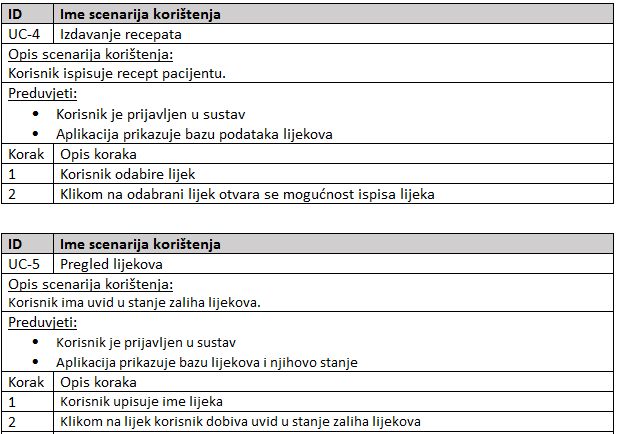 ID Ime scenarija korištenja
UC-4 Izdavanje recepata
Opis scenarija korištenja:
Korisnik ispisuje recept pacijentu.
Preduvjeti:
• Korisnik je prijavljen u sustav
• Aplikacija prikazuje bazu podataka lijekova
Korak Opis koraka
1 Korisnik odabire lijek
2 Klikom na odabrani lijek otvara se mogućnost ispisa lijeka
ID Ime scenarija korištenja
UC-5 Pregled lijekova
Opis scenarija korištenja:
Korisnik ima uvid u stanje zaliha lijekova.
Preduvjeti:
• Korisnik je prijavljen u sustav
• Aplikacija prikazuje bazu lijekova i njihovo stanje
Korak Opis koraka
1 Korisnik upisuje ime lijeka
2 Klikom na lijek korisnik dobiva uvid u stanje zaliha lijekova